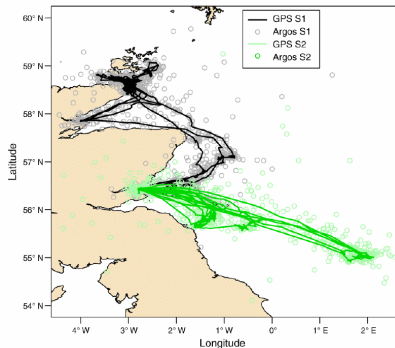 GPS S1
Argos S1
GPS S2
Argos S2
60° N
59° N
58° N
57° N
56° N
55° N
54° N
Latitude
4° W
3° W
2° W
1° W
0°
1° E
2° E
Longitude